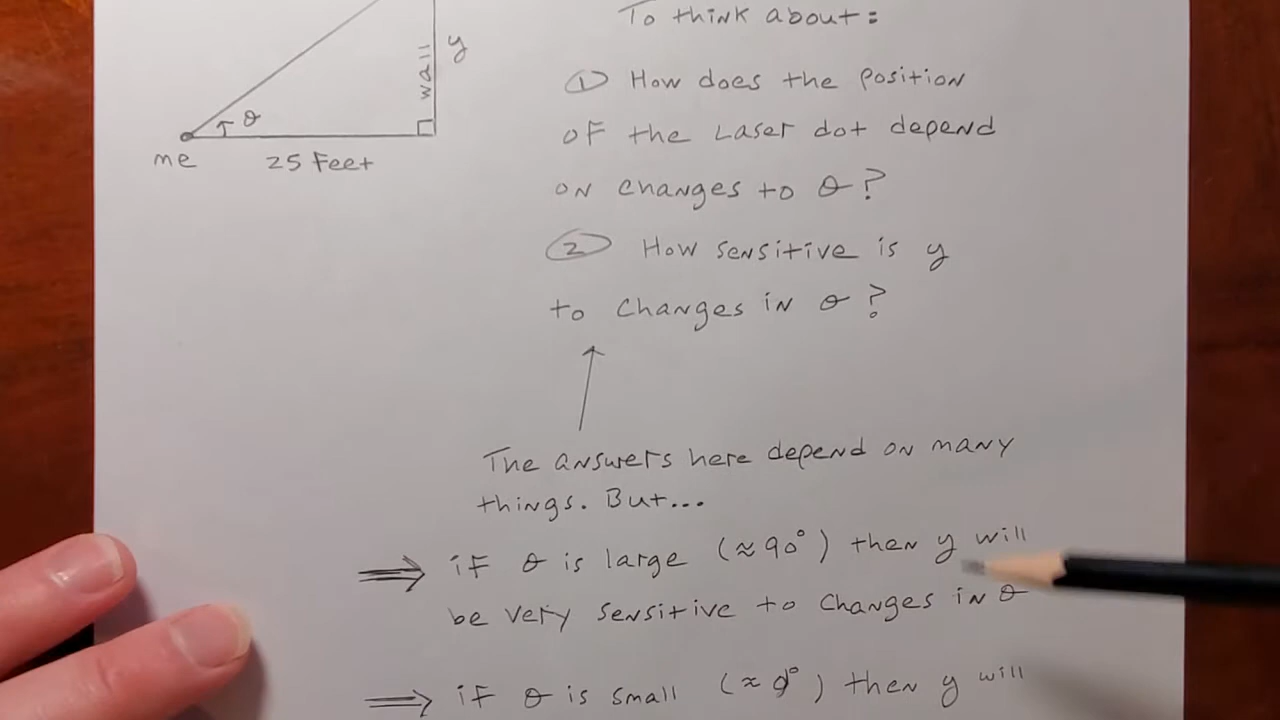 To think about:
① How does the position
of the Laser dot depend
on changes to θ?
② How sensitive is y
to changes in θ?
The answers here depend on many
things. But...
⇒ if θ is large (≈90°) then y will
be very sensitive to changes in θ
⇒ if θ is small (≈0°) then y will
wall
y
θ
me
25 Feet